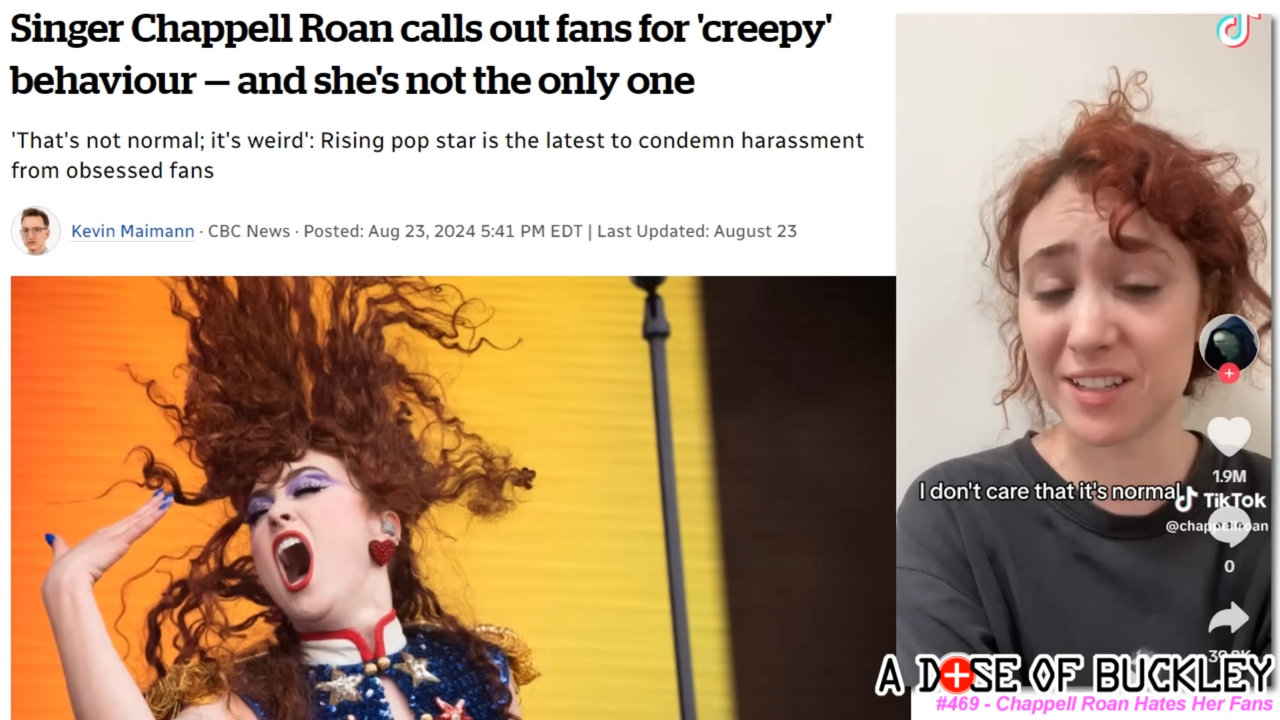 Singer Chappell Roan calls out fans for 'creepy'
behaviour — and she's not the only one
'That's not normal; it's weird': Rising pop star is the latest to condemn harassment
from obsessed fans
Kevin Maimann · CBC News · Posted: Aug 23, 2024 5:41 PM EDT | Last Updated: August 23
I don't care that it's normal
1.9M
TikTok
@chappellroan
0
A DOSE OF BUCKLEY
#469 - Chappell Roan Hates Her Fans